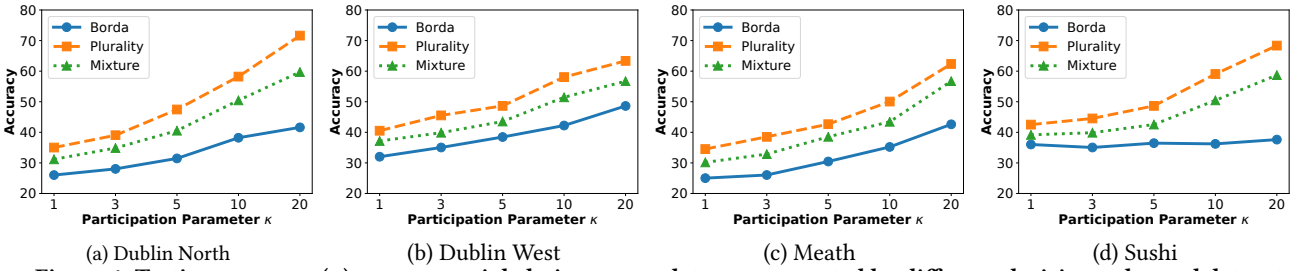 80 80 80 80
Borda Borda Borda Borda
70 70 70 70
Plurality Plurality Plurality Plurality
Mixture Mixture Mixture Mixture
60 60 60 60
Accuracy Accuracy Accuracy Accuracy
50 50 50 50
40 40 40 40
30 30 30 30
20 20 20 20
1 3 5 10 20 1 3 5 10 20 1 3 5 10 20 1 3 5 10 20
Participation Parameter κ Participation Parameter κ Participation Parameter κ Participation Parameter κ
(a) Dublin North (b) Dublin West (c) Meath (d) Sushi